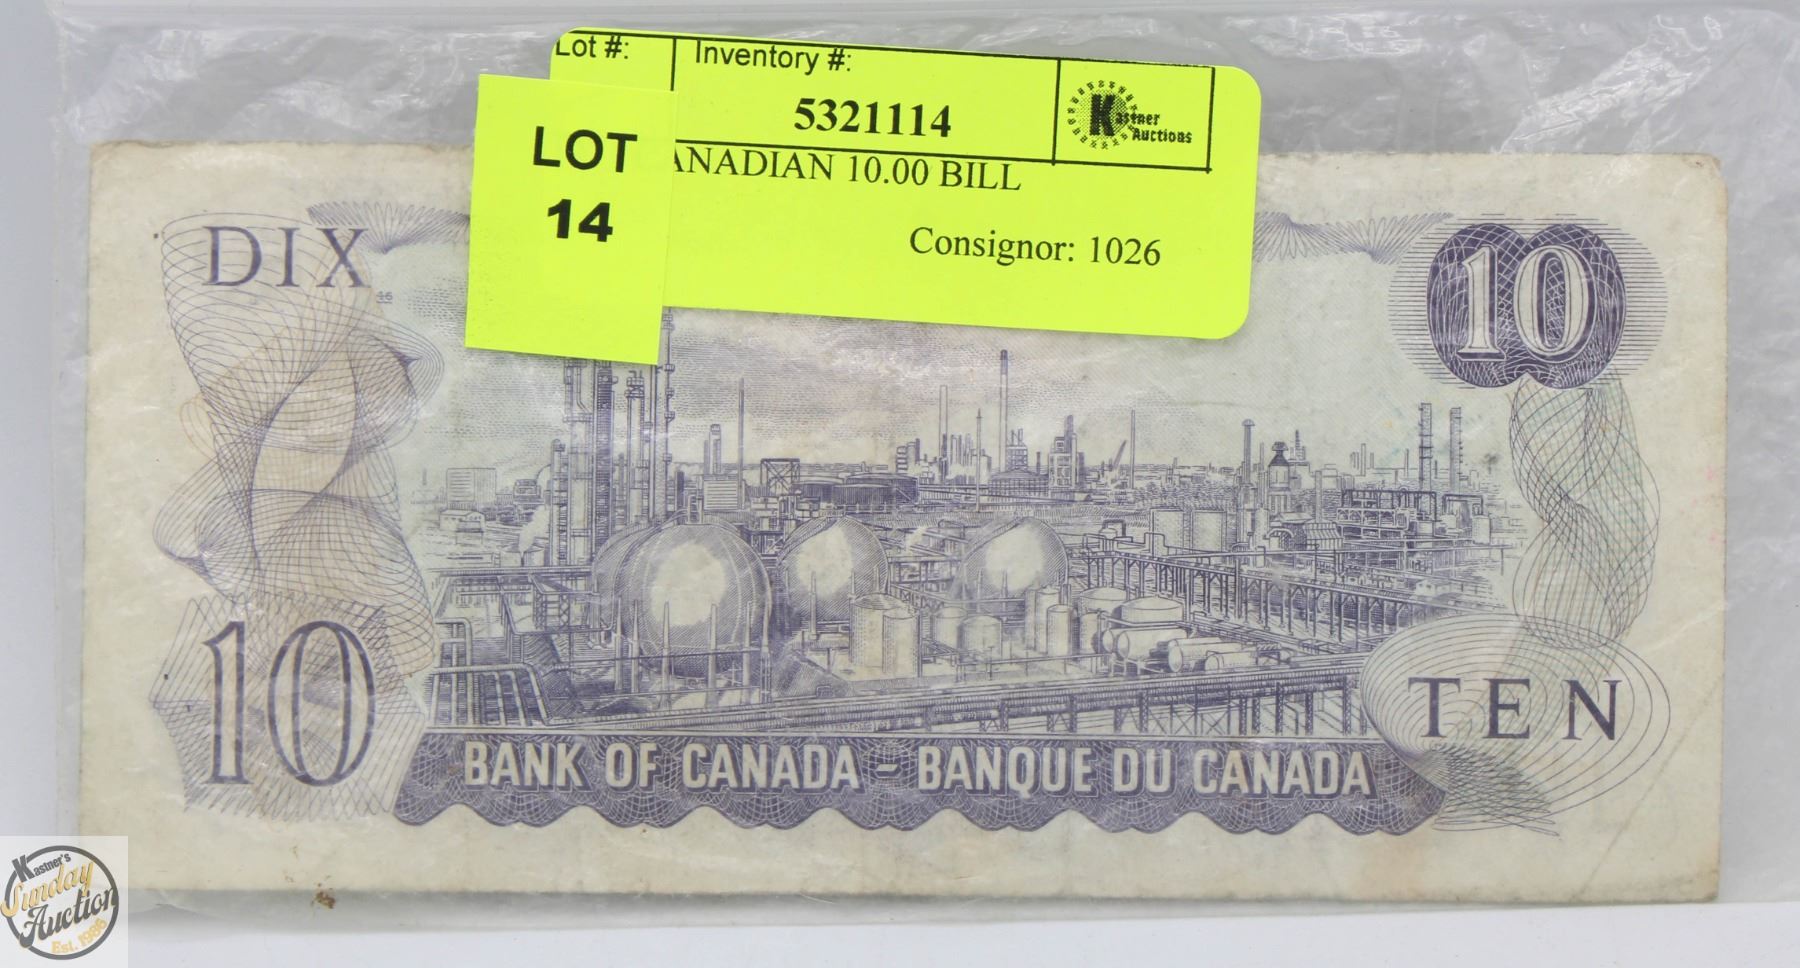 Lot #:
Inventory #:
5321114
Kastner
Auctions
LOT
14
ANADIAN 10.00 BILL
Consignor: 1026
DIX
10
10
TEN
BANK OF CANADA - BANQUE DU CANADA
Kastner's
Sunday
Auction
Est. 1986